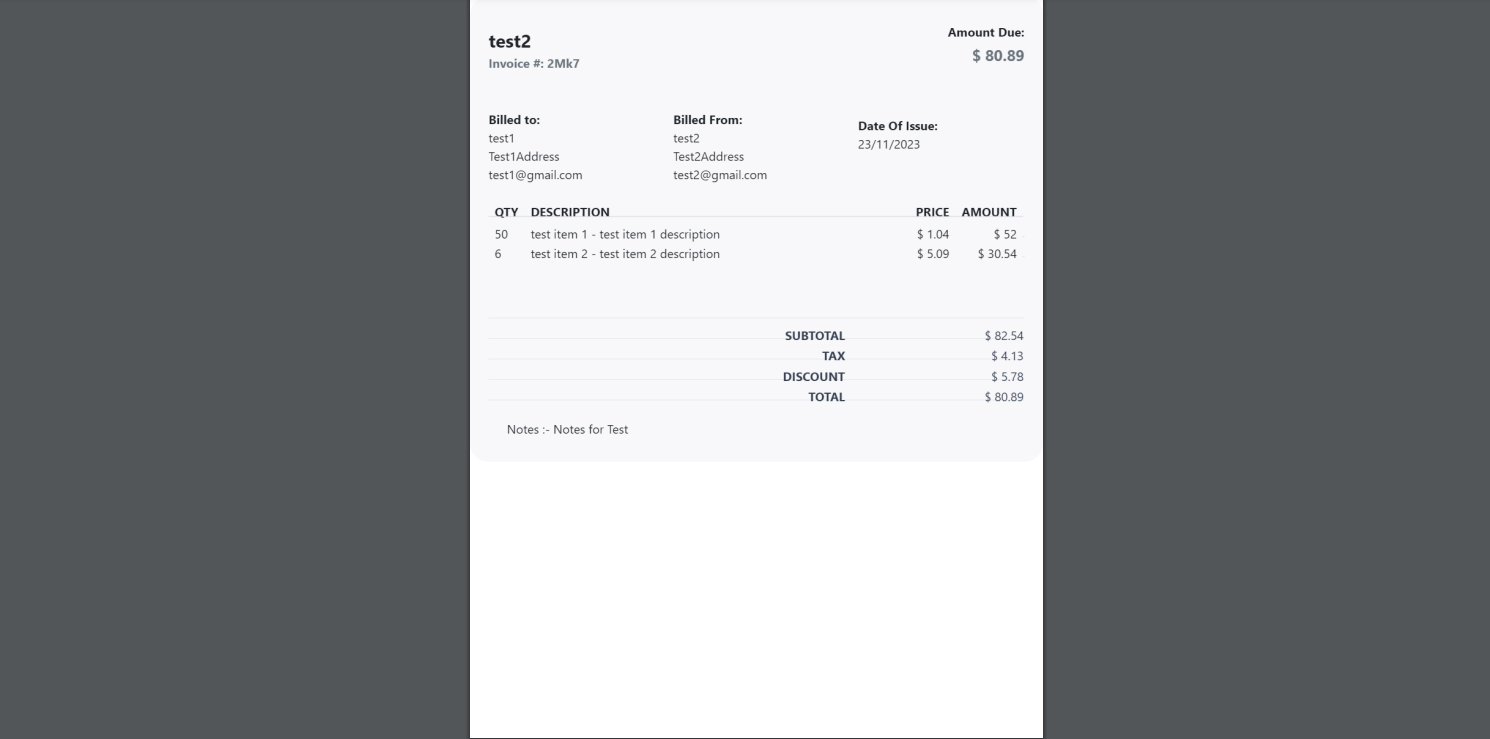 test2
Invoice #: 2Mk7
Amount Due:
$ 80.89
Billed to:
test1
Test1Address
test1@gmail.com
Billed From:
test2
Test2Address
test2@gmail.com
Date Of Issue:
23/11/2023
QTY DESCRIPTION PRICE AMOUNT
50 test item 1 - test item 1 description $ 1.04 $ 52
6 test item 2 - test item 2 description $ 5.09 $ 30.54
SUBTOTAL $ 82.54
TAX $ 4.13
DISCOUNT $ 5.78
TOTAL $ 80.89
Notes :- Notes for Test